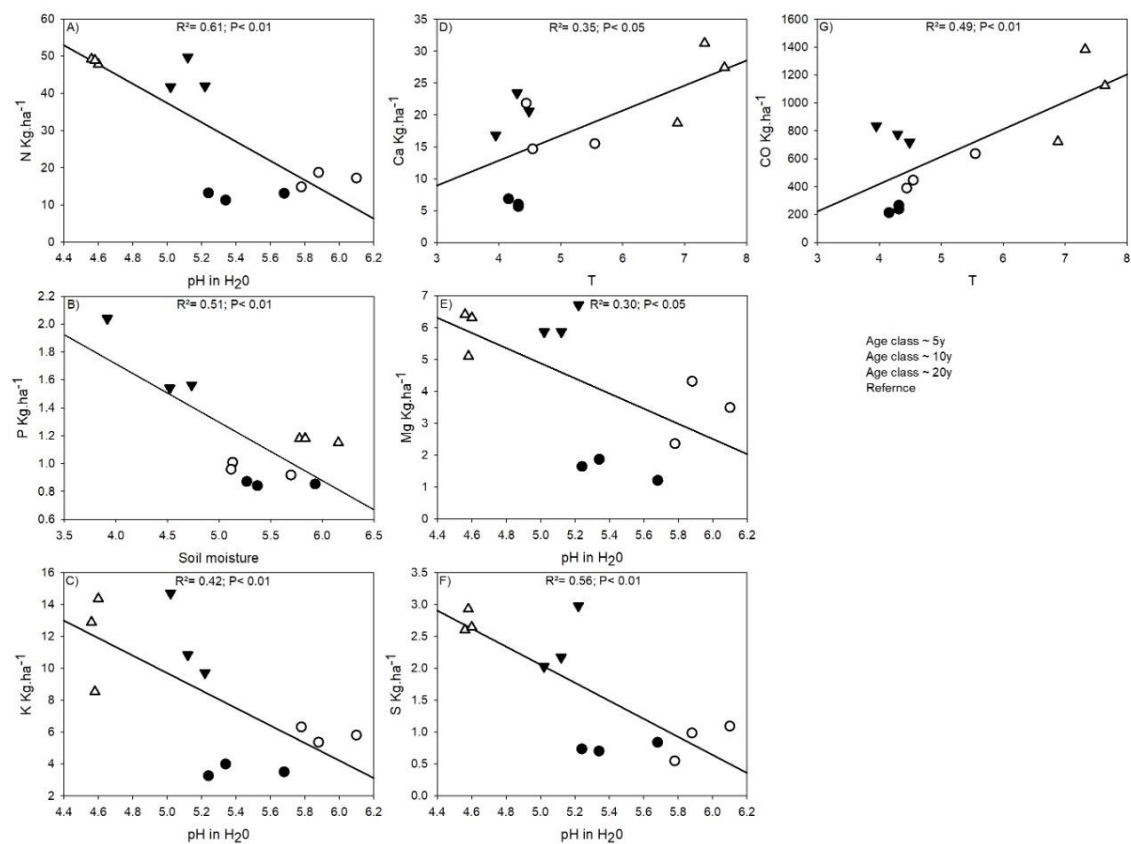 A)
R²= 0.61; P< 0.01
60
50
40
30
20
10
0
N Kg.ha⁻¹
4.4 4.6 4.8 5.0 5.2 5.4 5.6 5.8 6.0 6.2
pH in H₂0
D)
R²= 0.35; P< 0.05
35
30
25
20
15
10
5
0
Ca Kg.ha⁻¹
3 4 5 6 7 8
T
G)
R²= 0.49; P< 0.01
1600
1400
1200
1000
800
600
400
200
0
CO Kg.ha⁻¹
3 4 5 6 7 8
T
B)
R²= 0.51; P< 0.01
2.2
2.0
1.8
1.6
1.4
1.2
1.0
0.8
0.6
P Kg.ha⁻¹
3.5 4.0 4.5 5.0 5.5 6.0 6.5
Soil moisture
E)
R²= 0.30; P< 0.05
7
6
5
4
3
2
1
0
Mg Kg.ha⁻¹
4.4 4.6 4.8 5.0 5.2 5.4 5.6 5.8 6.0 6.2
pH in H₂0
Age class ~ 5y
Age class ~ 10y
Age class ~ 20y
Refernce
C)
R²= 0.42; P< 0.01
16
14
12
10
8
6
4
2
K Kg.ha⁻¹
4.4 4.6 4.8 5.0 5.2 5.4 5.6 5.8 6.0 6.2
pH in H₂0
F)
R²= 0.56; P< 0.01
3.5
3.0
2.5
2.0
1.5
1.0
0.5
0.0
S Kg.ha⁻¹
4.4 4.6 4.8 5.0 5.2 5.4 5.6 5.8 6.0 6.2
pH in H₂0